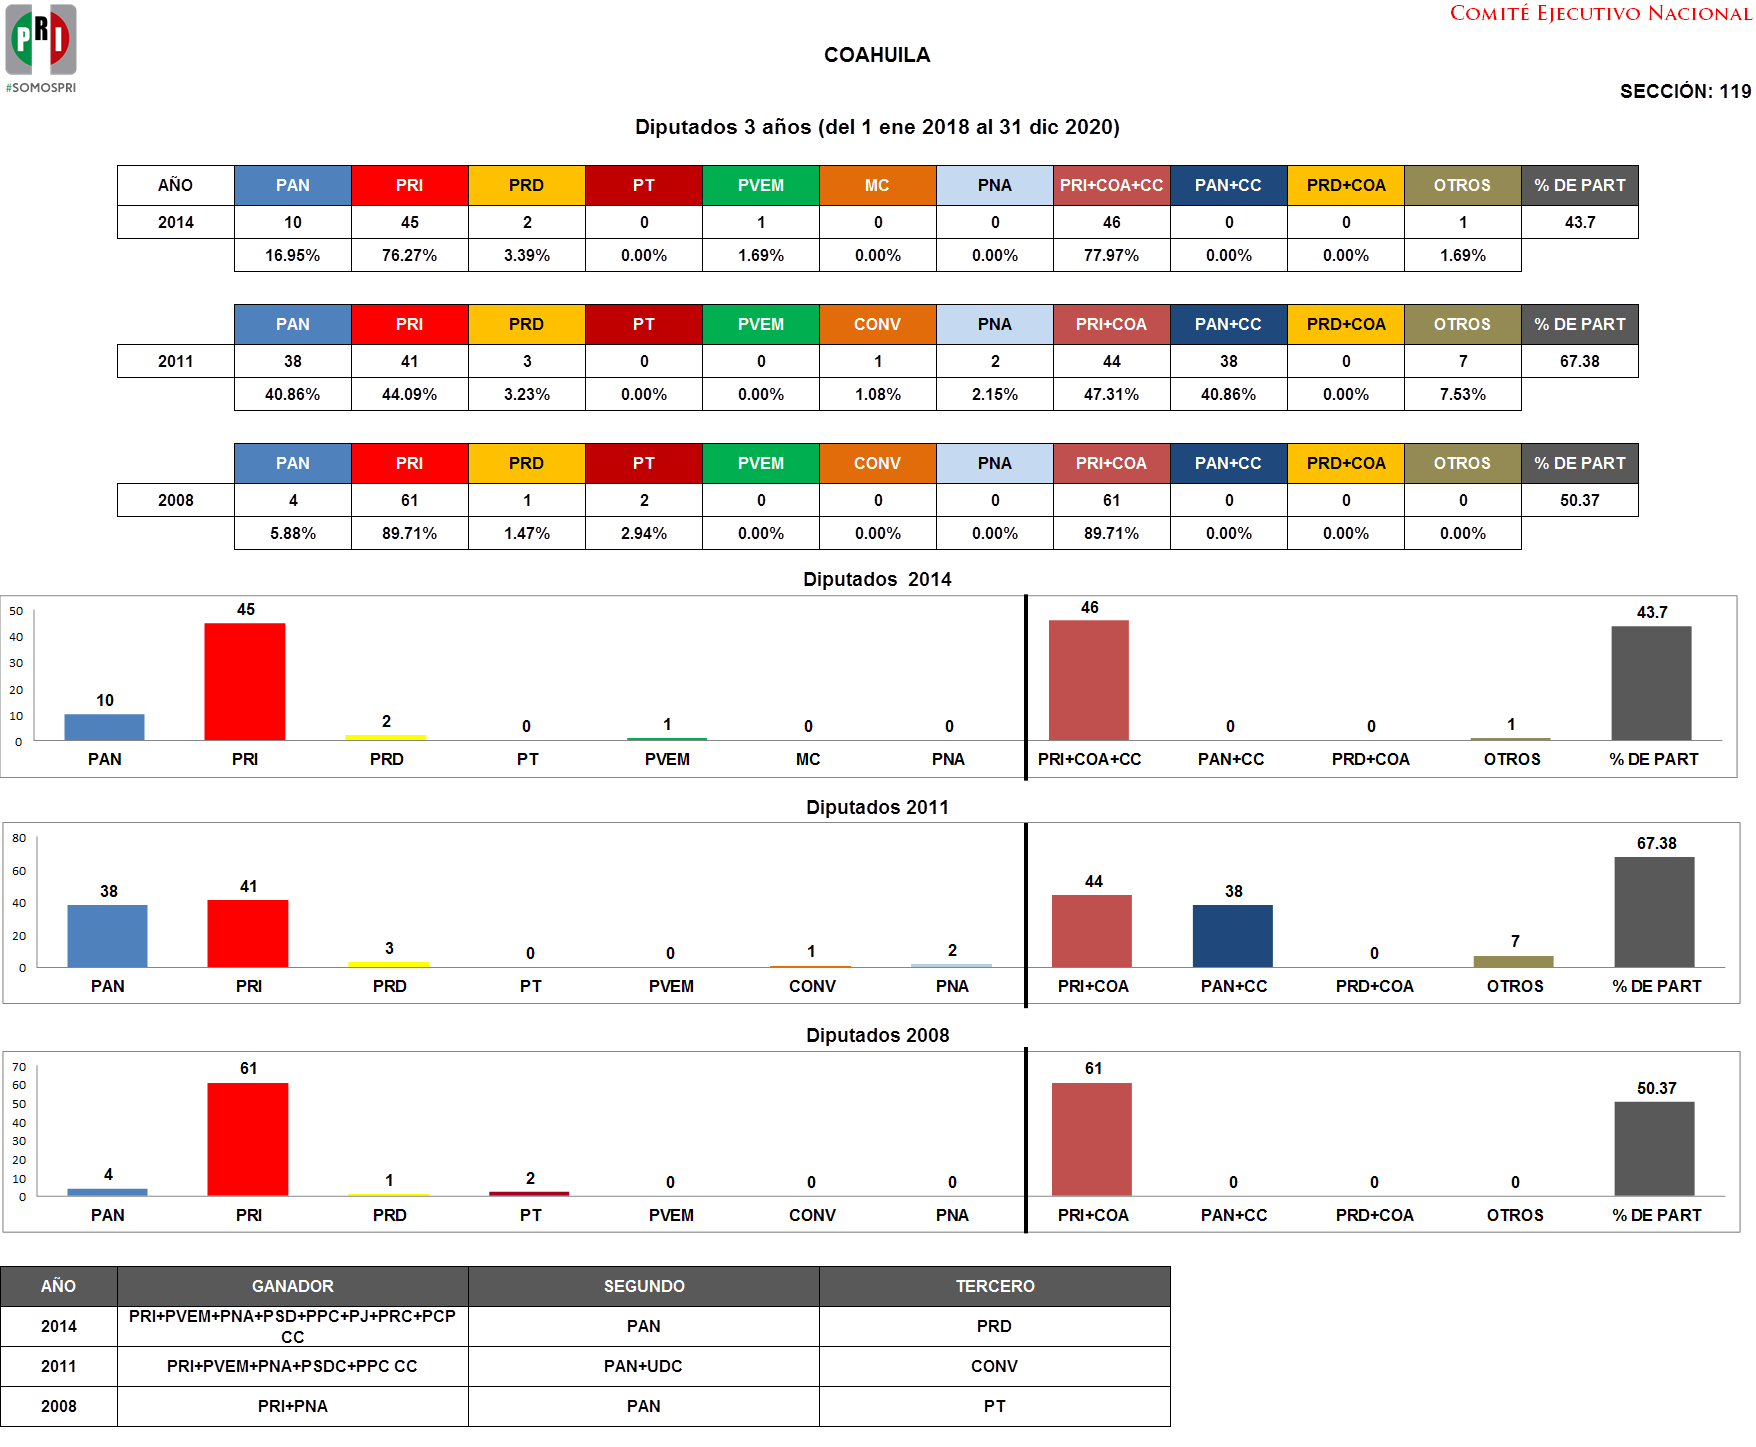 PRI
#SOMOSPRI
COMITÉ EJECUTIVO NACIONAL
COAHUILA
SECCIÓN: 119
Diputados 3 años (del 1 ene 2018 al 31 dic 2020)
AÑO PAN PRI PRD PT PVEM MC PNA PRI+COA+CC PAN+CC PRD+COA OTROS % DE PART
2014 10 45 2 0 1 0 0 46 0 0 1 43.7
16.95% 76.27% 3.39% 0.00% 1.69% 0.00% 0.00% 77.97% 0.00% 0.00% 1.69%
PAN PRI PRD PT PVEM CONV PNA PRI+COA PAN+CC PRD+COA OTROS % DE PART
2011 38 41 3 0 0 1 2 44 38 0 7 67.38
40.86% 44.09% 3.23% 0.00% 0.00% 1.08% 2.15% 47.31% 40.86% 0.00% 7.53%
PAN PRI PRD PT PVEM CONV PNA PRI+COA PAN+CC PRD+COA OTROS % DE PART
2008 4 61 1 2 0 0 0 61 0 0 0 50.37
5.88% 89.71% 1.47% 2.94% 0.00% 0.00% 0.00% 89.71% 0.00% 0.00% 0.00%
Diputados 2014
50
40
30
20
10
0
10 45 2 0 1 0 0 46 0 0 1 43.7
PAN PRI PRD PT PVEM MC PNA PRI+COA+CC PAN+CC PRD+COA OTROS % DE PART
Diputados 2011
80
60
40
20
0
38 41 3 0 0 1 2 44 38 0 7 67.38
PAN PRI PRD PT PVEM CONV PNA PRI+COA PAN+CC PRD+COA OTROS % DE PART
Diputados 2008
70
60
50
40
30
20
10
0
4 61 1 2 0 0 0 61 0 0 0 50.37
PAN PRI PRD PT PVEM CONV PNA PRI+COA PAN+CC PRD+COA OTROS % DE PART
AÑO GANADOR SEGUNDO TERCERO
2014 PRI+PVEM+PNA+PSD+PPC+PJ+PRC+PCP CC PAN PRD
2011 PRI+PVEM+PNA+PSDC+PPC CC PAN+UDC CONV
2008 PRI+PNA PAN PT